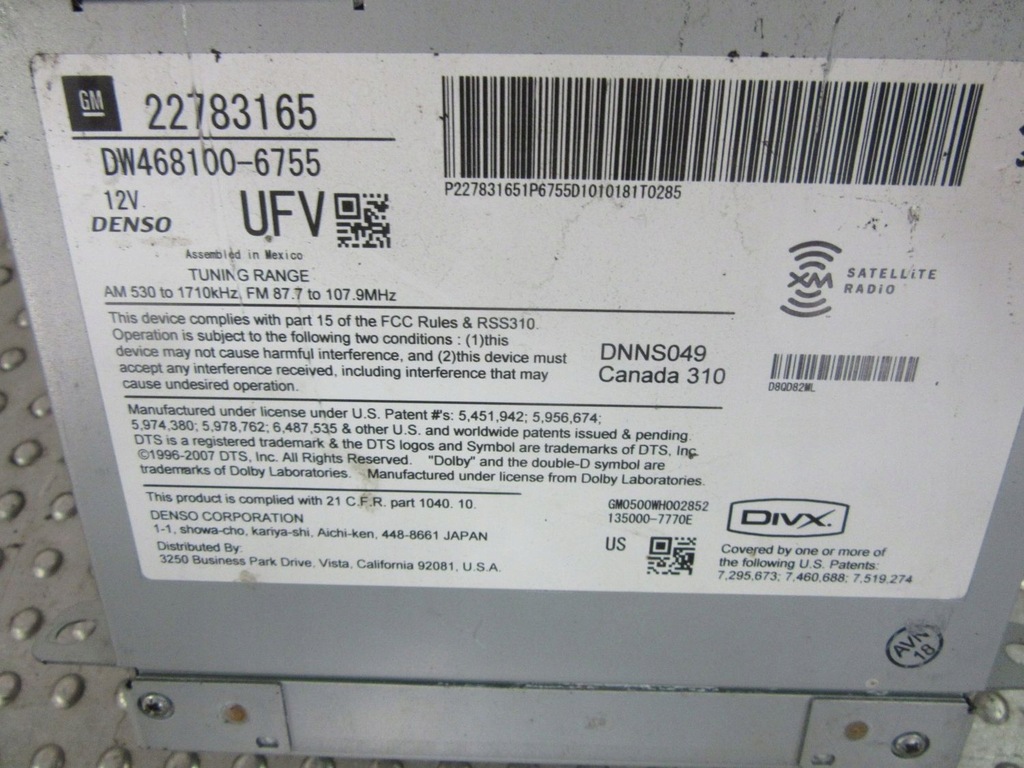 GM
22783165
DW468100-6755
12V
DENSO
UFV
P227831651P6755D1010181T0285
Assembled in Mexico
TUNING RANGE
AM 530 to 1710kHz, FM 87.7 to 107.9MHz
XM SATELLITE RADIO
This device complies with part 15 of the FCC Rules & RSS310.
Operation is subject to the following two conditions : (1)this
device may not cause harmful interference, and (2)this device must
accept any interference received, including interference that may
cause undesired operation.
DNNS049
Canada 310
D8QD82ML
Manufactured under license under U.S. Patent #'s: 5,451,942; 5,956,674;
5,974,380; 5,978,762; 6,487,535 & other U.S. and worldwide patents issued & pending.
DTS is a registered trademark & the DTS logos and Symbol are trademarks of DTS, Inc.
©1996-2007 DTS, Inc. All Rights Reserved. "Dolby" and the double-D symbol are
trademarks of Dolby Laboratories. Manufactured under license from Dolby Laboratories.
This product is complied with 21 C.F.R. part 1040. 10.
DENSO CORPORATION
1-1, showa-cho, kariya-shi, Aichi-ken, 448-8661 JAPAN
Distributed By:
3250 Business Park Drive, Vista, California 92081, U.S.A.
GM0500WH002852
135000-7770E
US
DIVX.
Covered by one or more of
the following U.S. Patents:
7,295,673; 7,460,688; 7,519,274
AVN
18